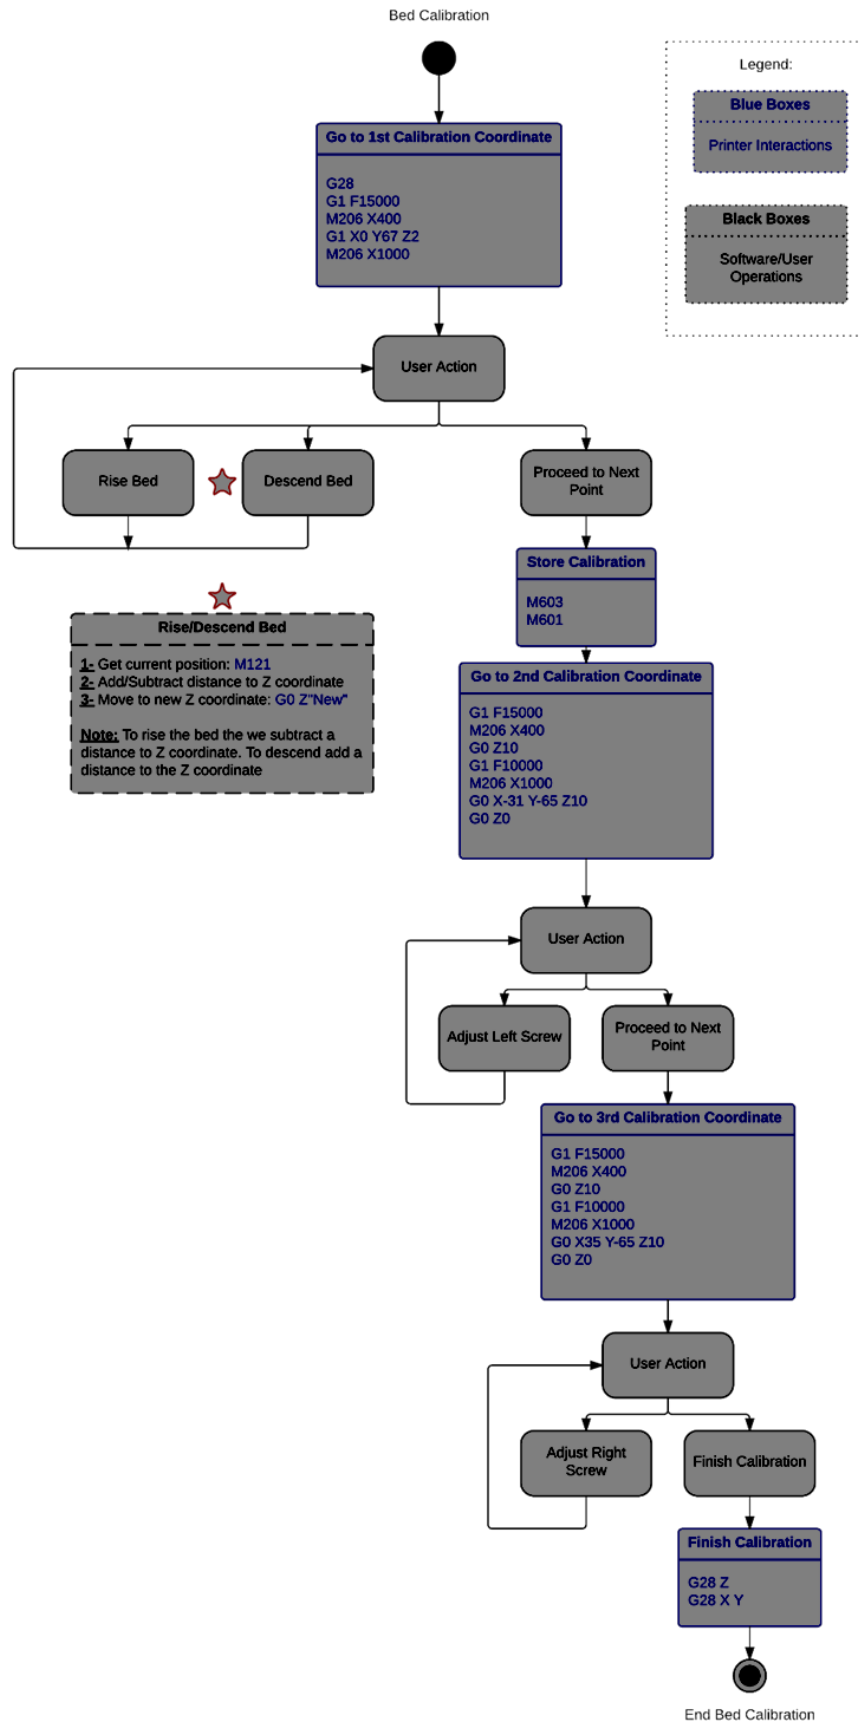 Bed Calibration
Legend:
Blue Boxes
Printer Interactions
Black Boxes
Software/User
Operations
Go to 1st Calibration Coordinate
G28
G1 F15000
M206 X400
G1 X0 Y67 Z2
M206 X1000
User Action
Rise Bed
Descend Bed
Proceed to Next
Point
Store Calibration
M603
M601
Rise/Descend Bed
1- Get current position: M121
2- Add/Subtract distance to Z coordinate
3- Move to new Z coordinate: G0 Z"New"
Note: To rise the bed the we subtract a
distance to Z coordinate. To descend add a
distance to the Z coordinate
Go to 2nd Calibration Coordinate
G1 F15000
M206 X400
G0 Z10
G1 F10000
M206 X1000
G0 X-31 Y-65 Z10
G0 Z0
User Action
Adjust Left Screw
Proceed to Next
Point
Go to 3rd Calibration Coordinate
G1 F15000
M206 X400
G0 Z10
G1 F10000
M206 X1000
G0 X35 Y-65 Z10
G0 Z0
User Action
Adjust Right
Screw
Finish Calibration
Finish Calibration
G28 Z
G28 X Y
End Bed Calibration